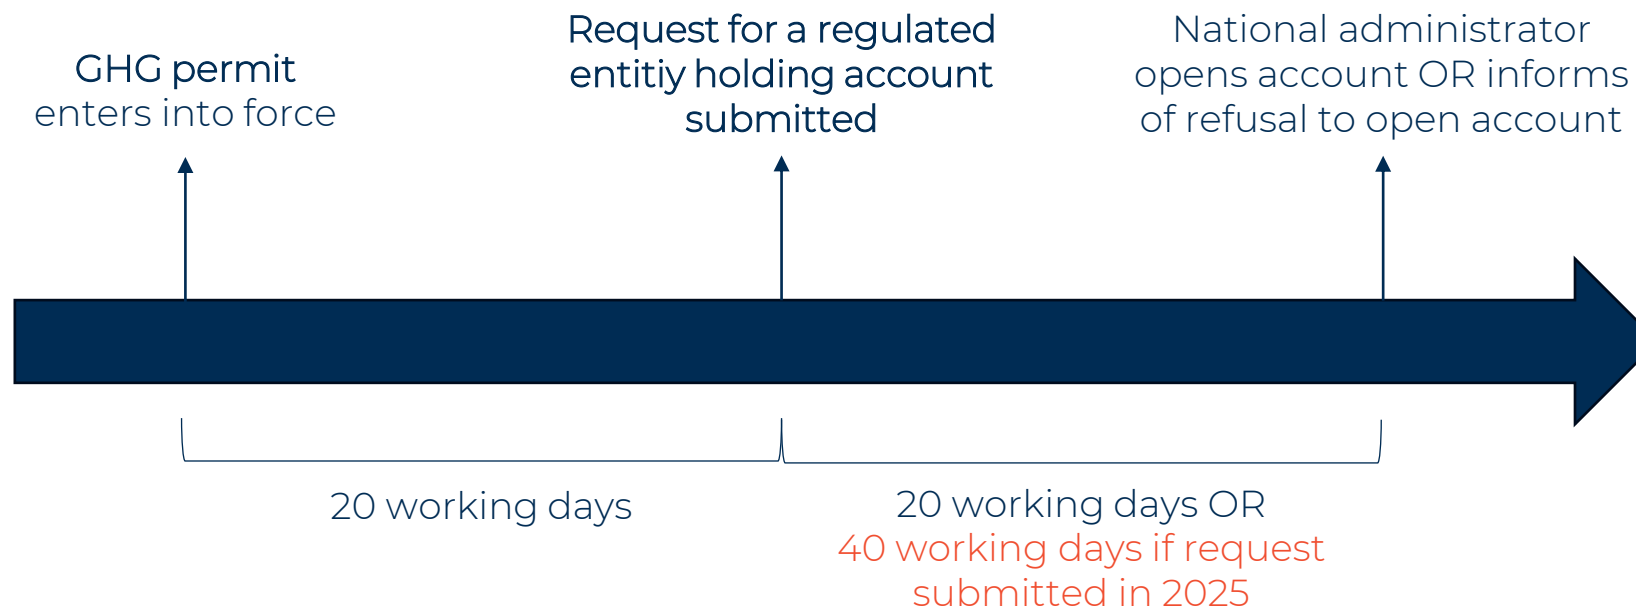 GHG permit
enters into force
Request for a regulated
entitiy holding account
submitted
National administrator
opens account OR informs
of refusal to open account
20 working days
20 working days OR
40 working days if request
submitted in 2025